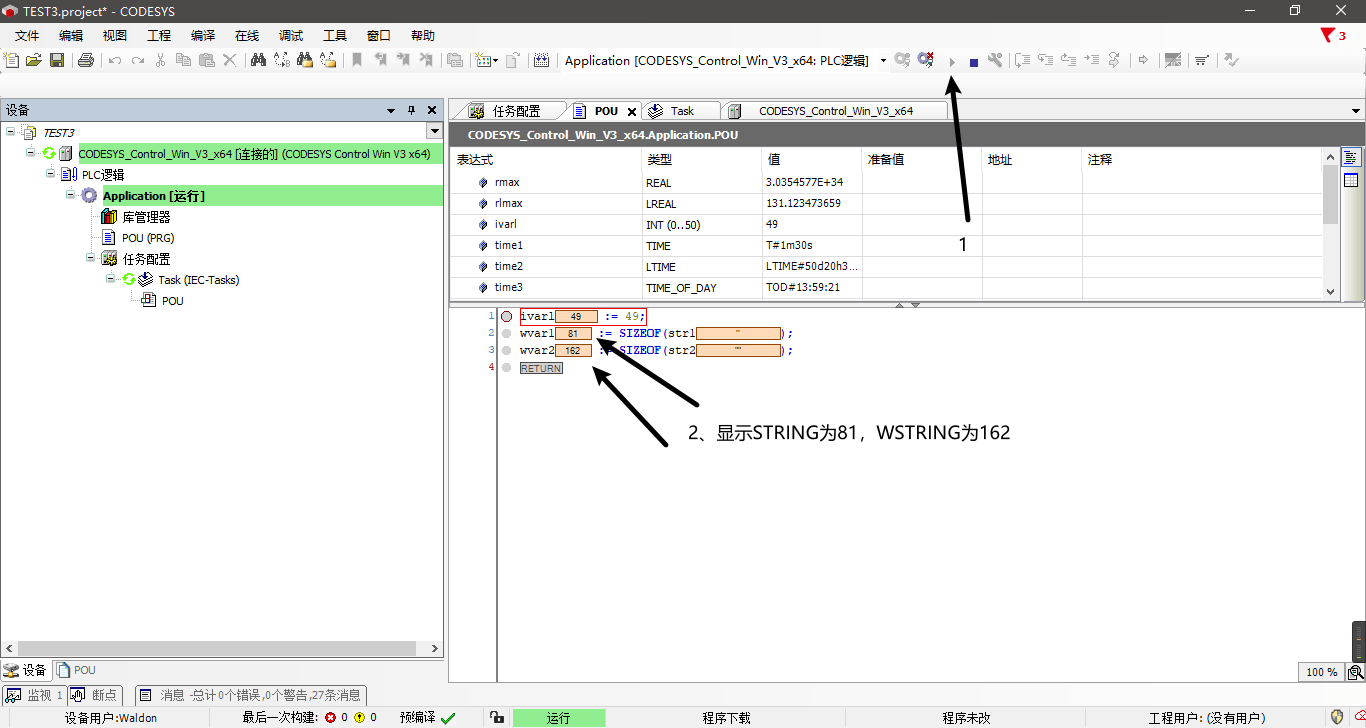 TEST3.project* - CODESYS
文件 编辑 视图 工程 编译 在线 调试 工具 窗口 帮助
3
Application [CODESYS_Control_Win_V3_x64: PLC逻辑]
设备
TEST3
CODESYS_Control_Win_V3_x64 [连接的] (CODESYS Control Win V3 x64)
PLC逻辑
Application [运行]
库管理器
POU (PRG)
任务配置
Task (IEC-Tasks)
POU
设备 POU
任务配置 POU Task CODESYS_Control_Win_V3_x64
CODESYS_Control_Win_V3_x64.Application.POU
表达式 类型 值 准备值 地址 注释
rmax REAL 3.0354577E+34
rlmax LREAL 131.123473659
ivarl INT (0..50) 49
time1 TIME T#1m30s
time2 LTIME LTIME#50d20h3...
time3 TIME_OF_DAY TOD#13:59:21
1
1 ivarl 49 := 49;
2 wvar1 81 := SIZEOF(str1 '' );
3 wvar2 162 := SIZEOF(str2 "" );
4 RETURN
2、显示STRING为81，WSTRING为162
100 %
监视 1 断点 消息 -总计0个错误,0个警告,27条消息
设备用户:Waldon 最后一次构建: 0 0 预编译 运行 程序下载 程序未改 工程用户: (没有用户)